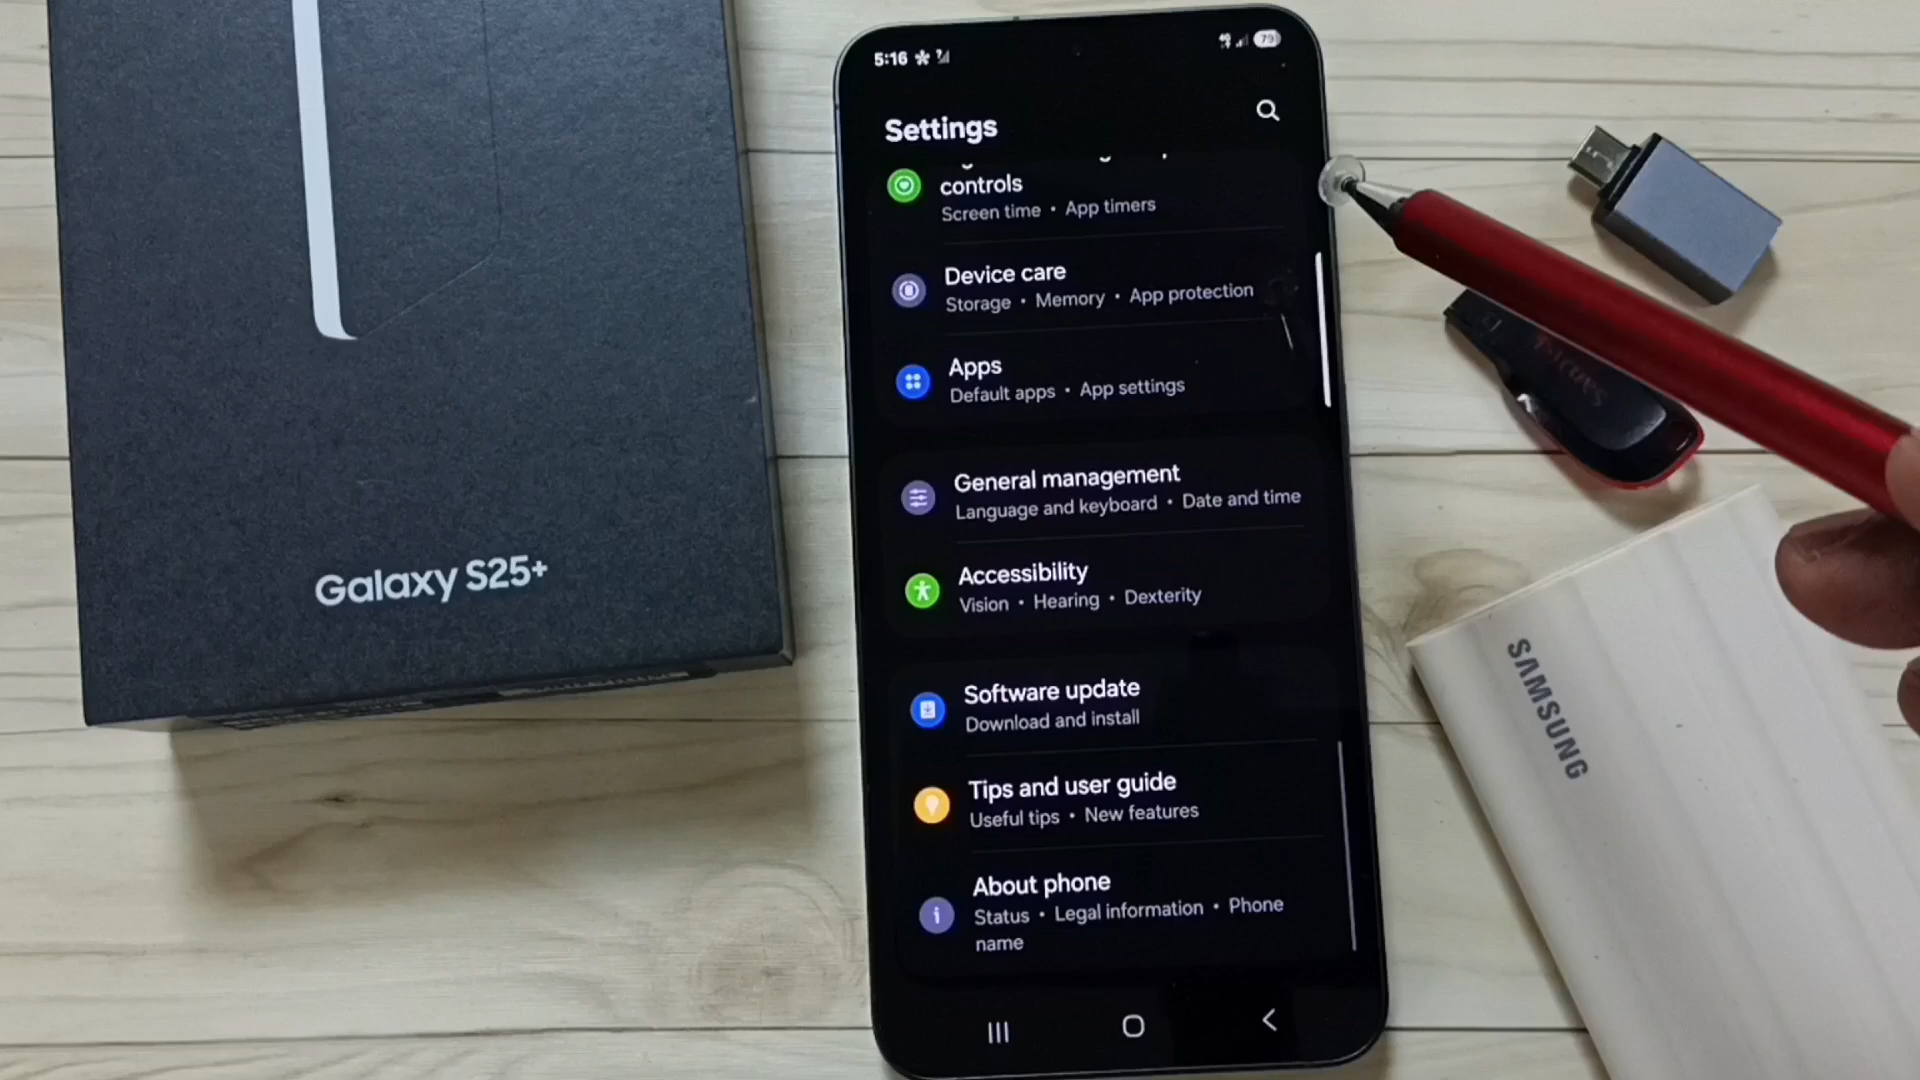 5:16
79
Settings
controls
Screen time • App timers
Device care
Storage • Memory • App protection
Apps
Default apps • App settings
General management
Language and keyboard • Date and time
Accessibility
Vision • Hearing • Dexterity
Software update
Download and install
Tips and user guide
Useful tips • New features
About phone
Status • Legal information • Phone
name
Galaxy S25+
SAMSUNG